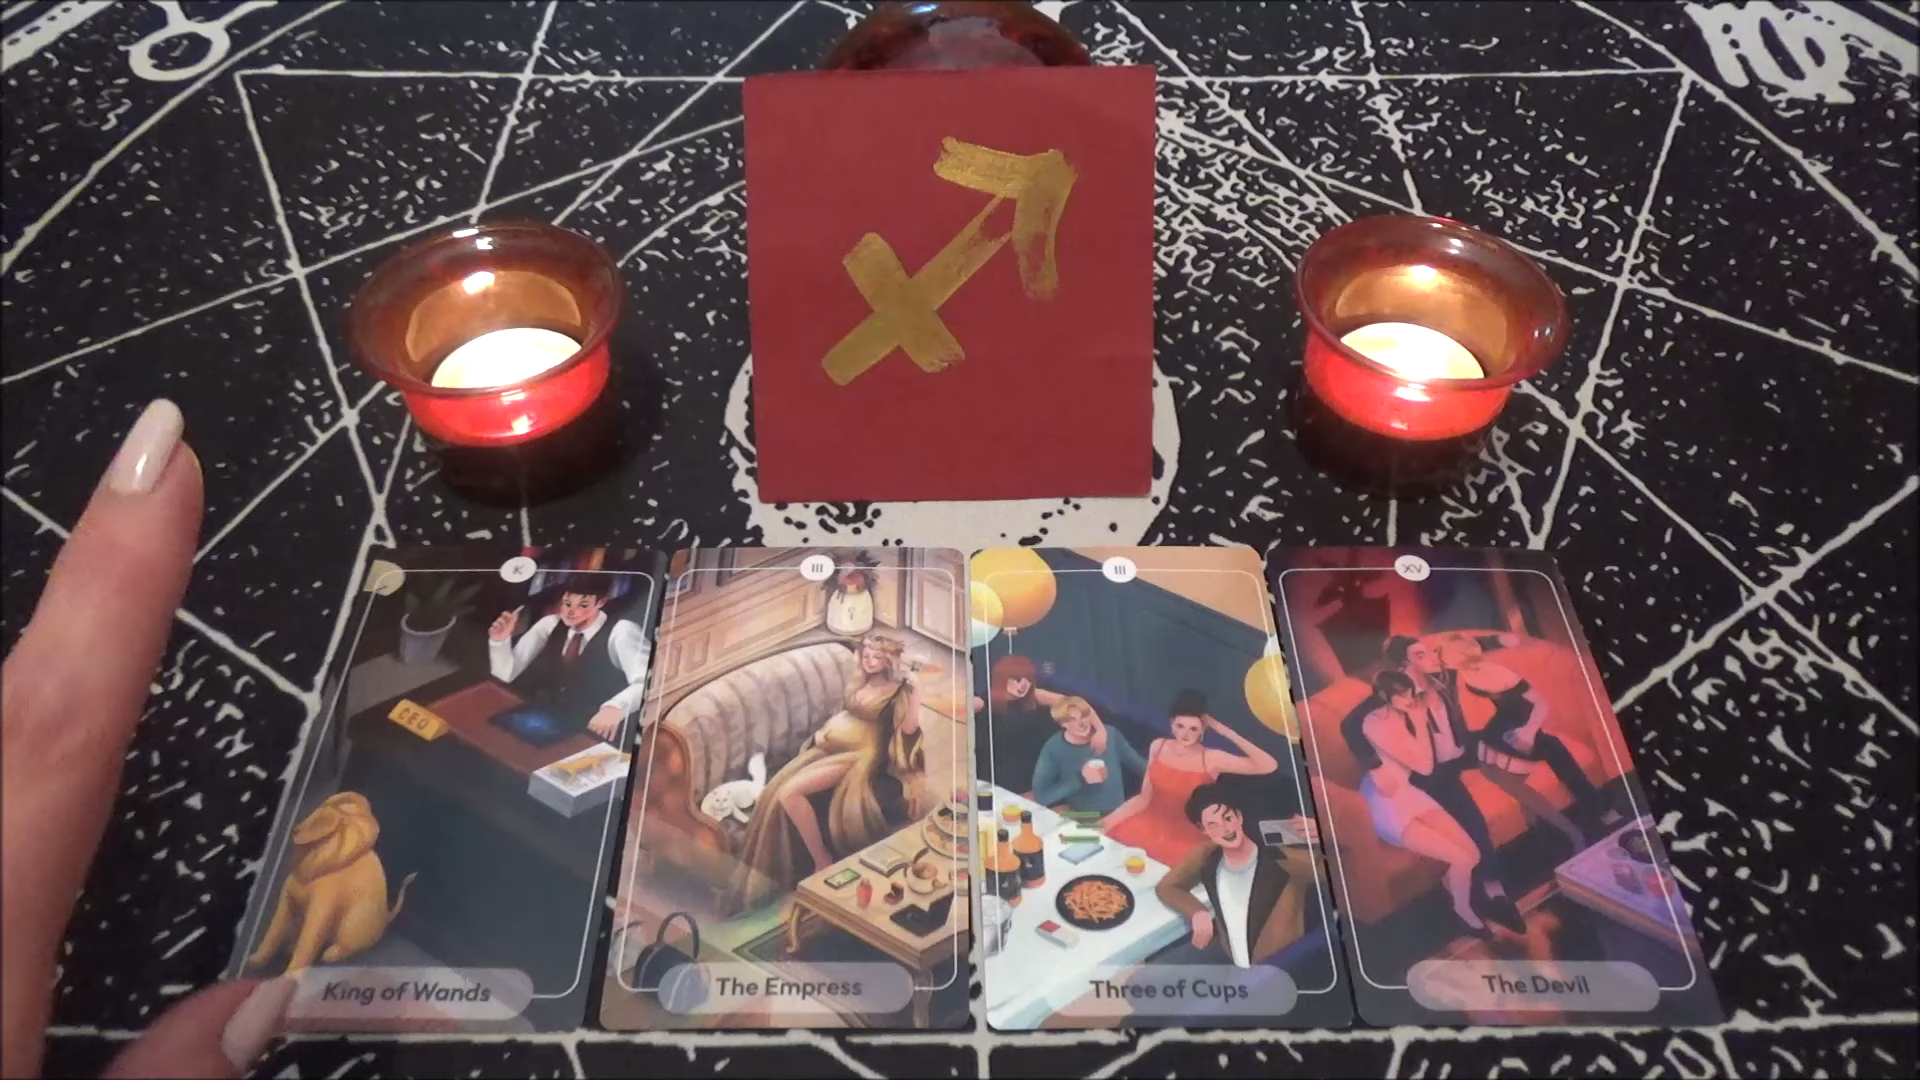 K
III
III
XV
CEO
King of Wands
The Empress
Three of Cups
The Devil